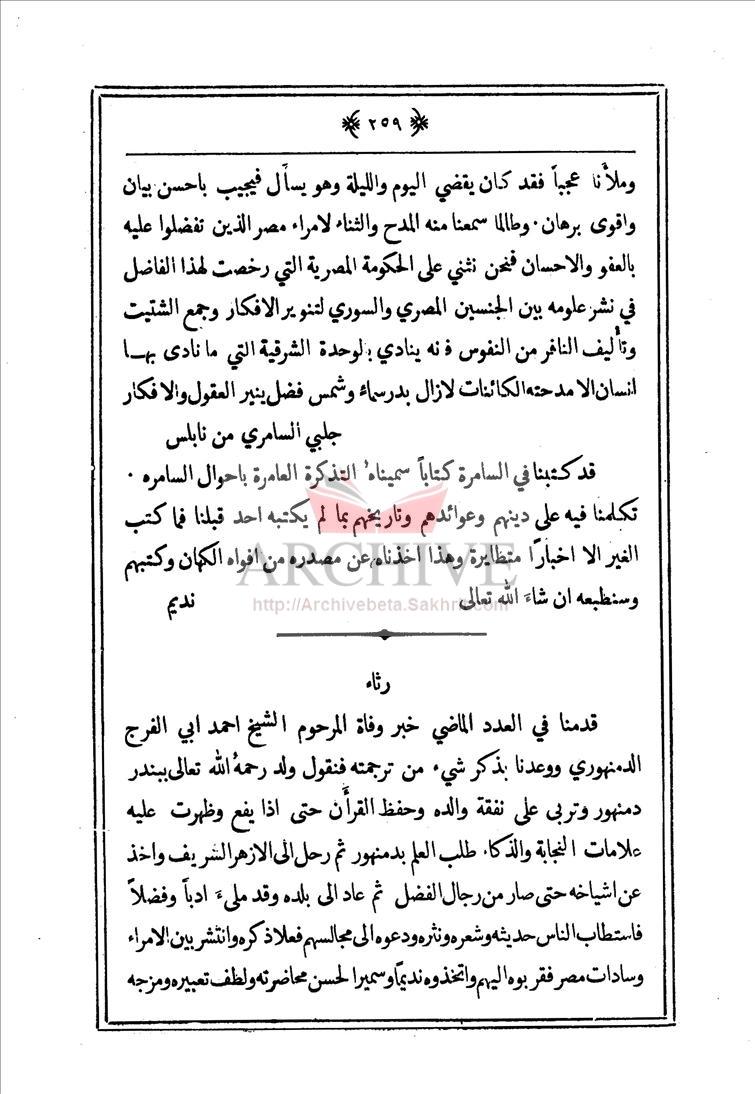 ﴿ ٢٥٩ ﴾
وملأنا عجباً فقد كان يقضي اليوم والليلة وهو يسأل فيجيب باحسن بيان
واقوى برهان. وطالما سمعنا منه المدح والثناء لامراء مصر الذين تفضلوا عليه
بالعفو والاحسان فنحن نثني على الحكومة المصرية التي رخصت لهذا الفاضل
في نشر علومه بين الجنسين المصري والسوري لتنوير الافكار وجمع الشتيت
وتأليف النافر من النفوس فانه ينادي بالوحدة الشرقية التي ما نادى بهــا
انسان الا مدحته الكائنات لازال بدر سماء وشمس فضل ينير العقول والافكار
جلبي السامري من نابلس
قد كتبنا في السامرة كتاباً سميناه التذكرة العامرة باحوال السامره .
تكلمنا فيه على دينهم وعوائدهم وتاريخهم بما لم يكتبه احد قبلنا فما كتب
الغير الا اخبارًا متطايرة وهذا اخذناه عن مصدره من افواه الكهان وكتبهم
وسنطبعه ان شاء الله تعالى نديم
ARCHIVE
http://Archivebeta.Sakhrit.com
رثاء
قدمنا في العدد الماضي خبر وفاة المرحوم الشيخ احمد ابي الفرج
الدمنهوري ووعدنا بذكر شيء من ترجمته فنقول ولد رحمهُ الله تعالى ببندر
دمنهور وتربى على نفقة والده وحفظ القرأن حتى اذا يفع وظهرت عليه
علامات النجابة والذكاء طلب العلم بدمنهور ثم رحل الى الازهر الشريف واخذ
عن اشياخه حتى صار من رجال الفضل ثم عاد الى بلده وقد ملىء ادباً وفضلاً
فاستطاب الناس حديثه وشعره ونثره ودعوه الى مجالسهم فعلا ذكره وانتشر بين الامراء
وسادات مصر فقربوه اليهم واتخذوه نديمًا وسميرا لحسن محاضرته ولطف تعبيره ومزجه